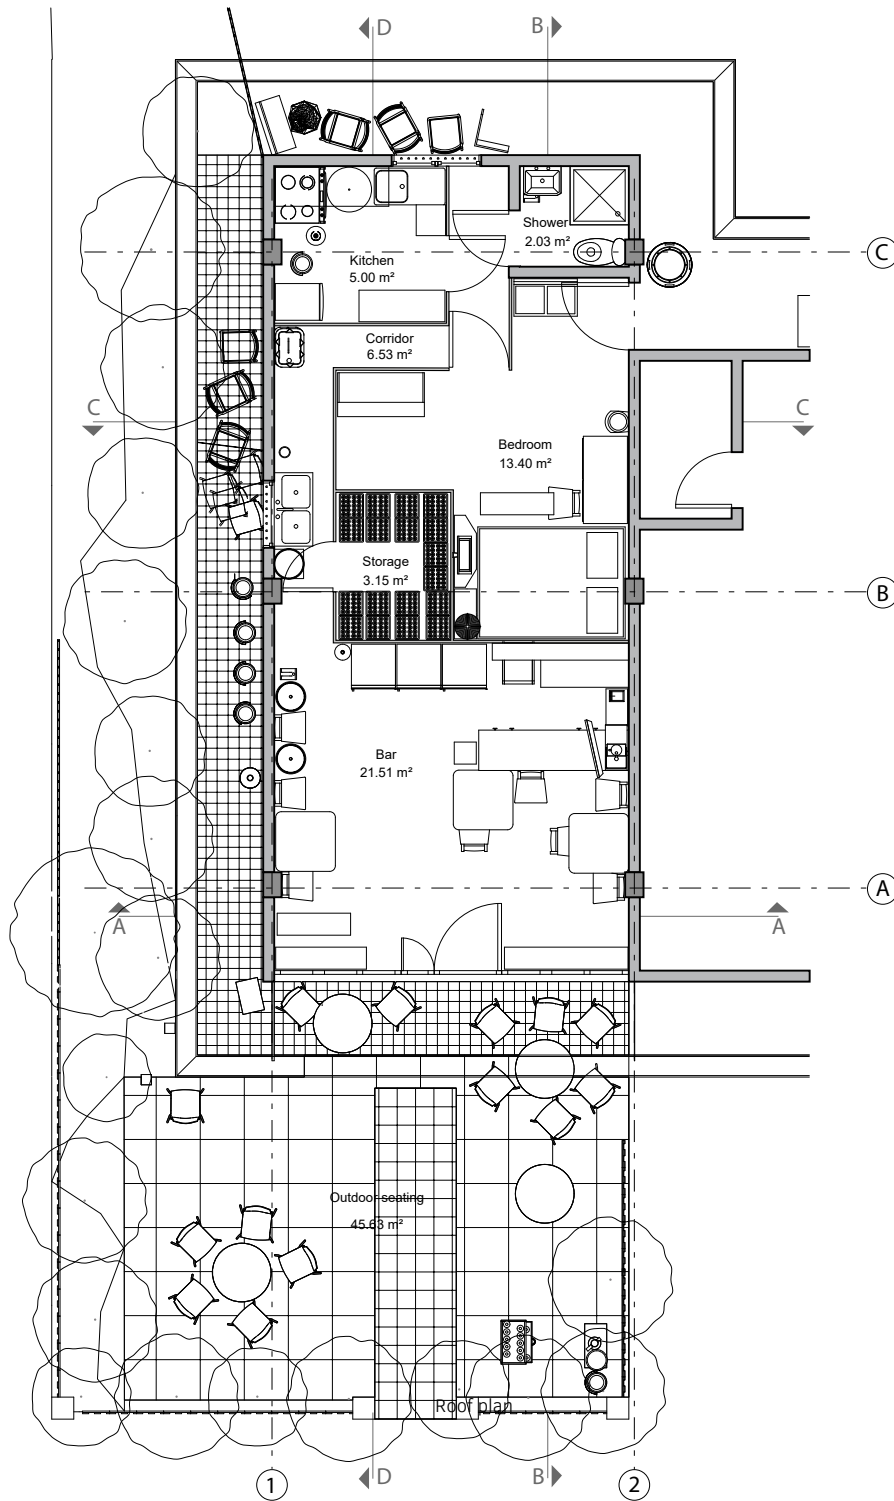 D
B
Shower
2.03 m²
C
Kitchen
5.00 m²
Corridor
6.53 m²
C
C
Bedroom
13.40 m²
Storage
3.15 m²
B
Bar
21.51 m²
A
A
A
Outdoor seating
45.63 m²
Roof plan
D
B
1
2